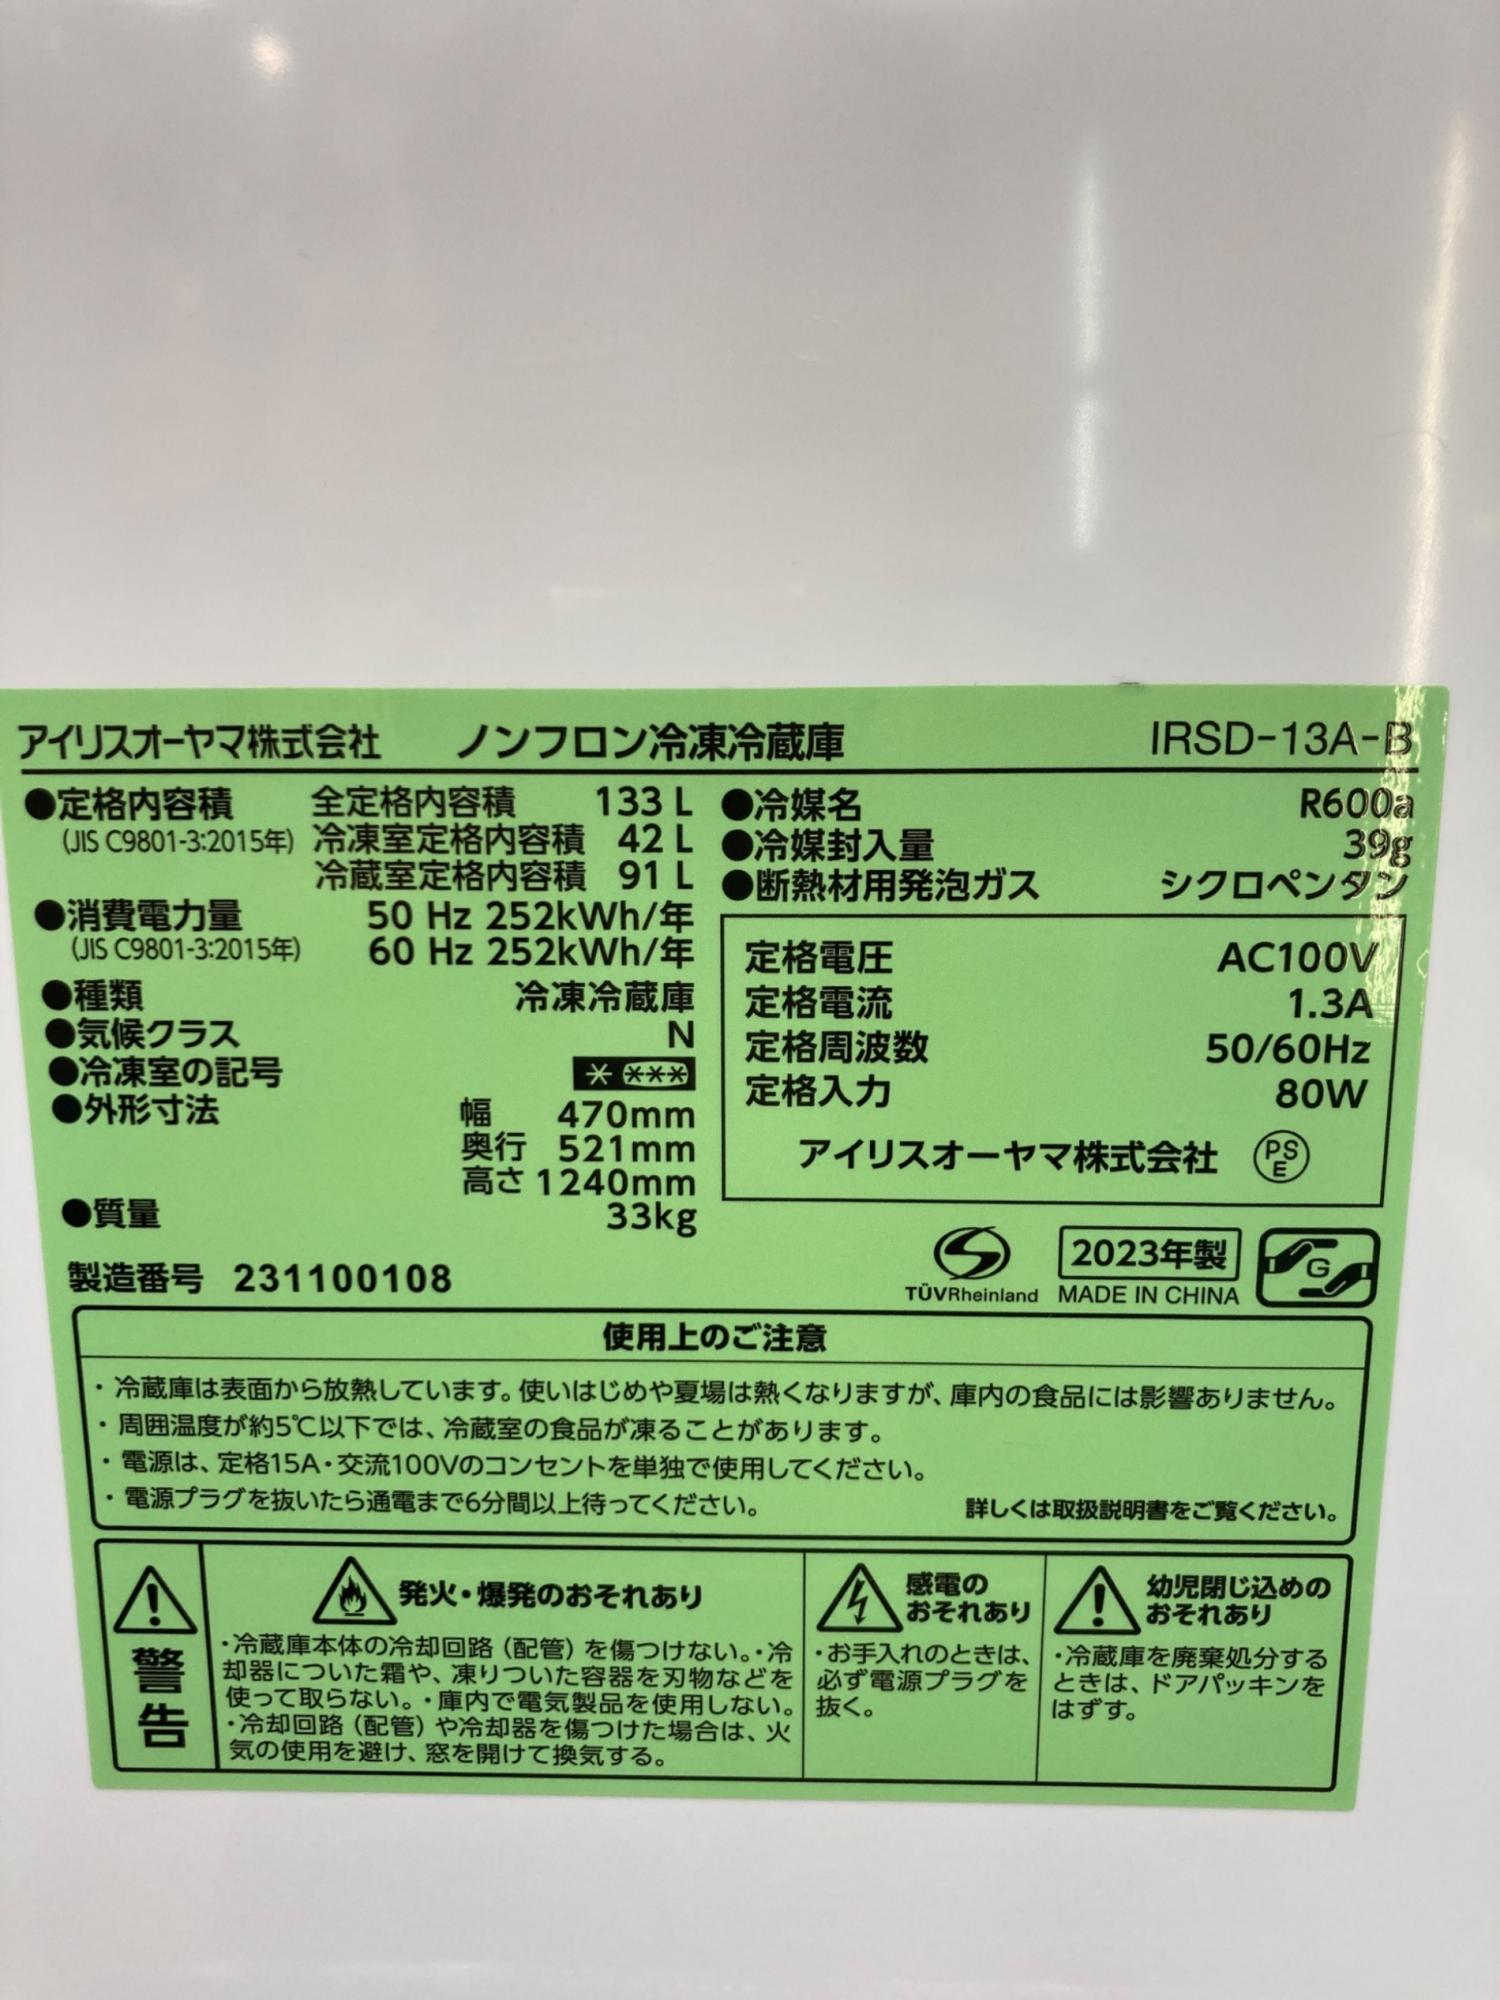 アイリスオーヤマ株式会社 ノンフロン冷凍冷蔵庫 IRSD-13A-B
●定格内容積 全定格内容積 133 L
(JIS C9801-3:2015年) 冷凍室定格内容積 42 L
冷蔵室定格内容積 91 L
●消費電力量 50 Hz 252kWh/年
(JIS C9801-3:2015年) 60 Hz 252kWh/年
●種類 冷凍冷蔵庫
●気候クラス N
●冷凍室の記号 * ***
●外形寸法 幅 470mm
奥行 521mm
高さ 1240mm
●質量 33kg
製造番号 231100108
●冷媒名 R600a
●冷媒封入量 39g
●断熱材用発泡ガス シクロペンタン
定格電圧 AC100V
定格電流 1.3A
定格周波数 50/60Hz
定格入力 80W
アイリスオーヤマ株式会社 PSE
TÜVRheinland
2023年製
MADE IN CHINA
G
使用上のご注意
・冷蔵庫は表面から放熱しています。使いはじめや夏場は熱くなりますが、庫内の食品には影響ありません。
・周囲温度が約5℃以下では、冷蔵室の食品が凍ることがあります。
・電源は、定格15A・交流100Vのコンセントを単独で使用してください。
・電源プラグを抜いたら通電まで6分間以上待ってください。 詳しくは取扱説明書をご覧ください。
警告
発火・爆発のおそれあり
・冷蔵庫本体の冷却回路（配管）を傷つけない。・冷
却器についた霜や、凍りついた容器を刃物などを
使って取らない。・庫内で電気製品を使用しない。
・冷却回路（配管）や冷却器を傷つけた場合は、火
気の使用を避け、窓を開けて換気する。
感電の
おそれあり
・お手入れのときは、
必ず電源プラグを
抜く。
幼児閉じ込めの
おそれあり
・冷蔵庫を廃棄処分する
ときは、ドアパッキンを
はずす。